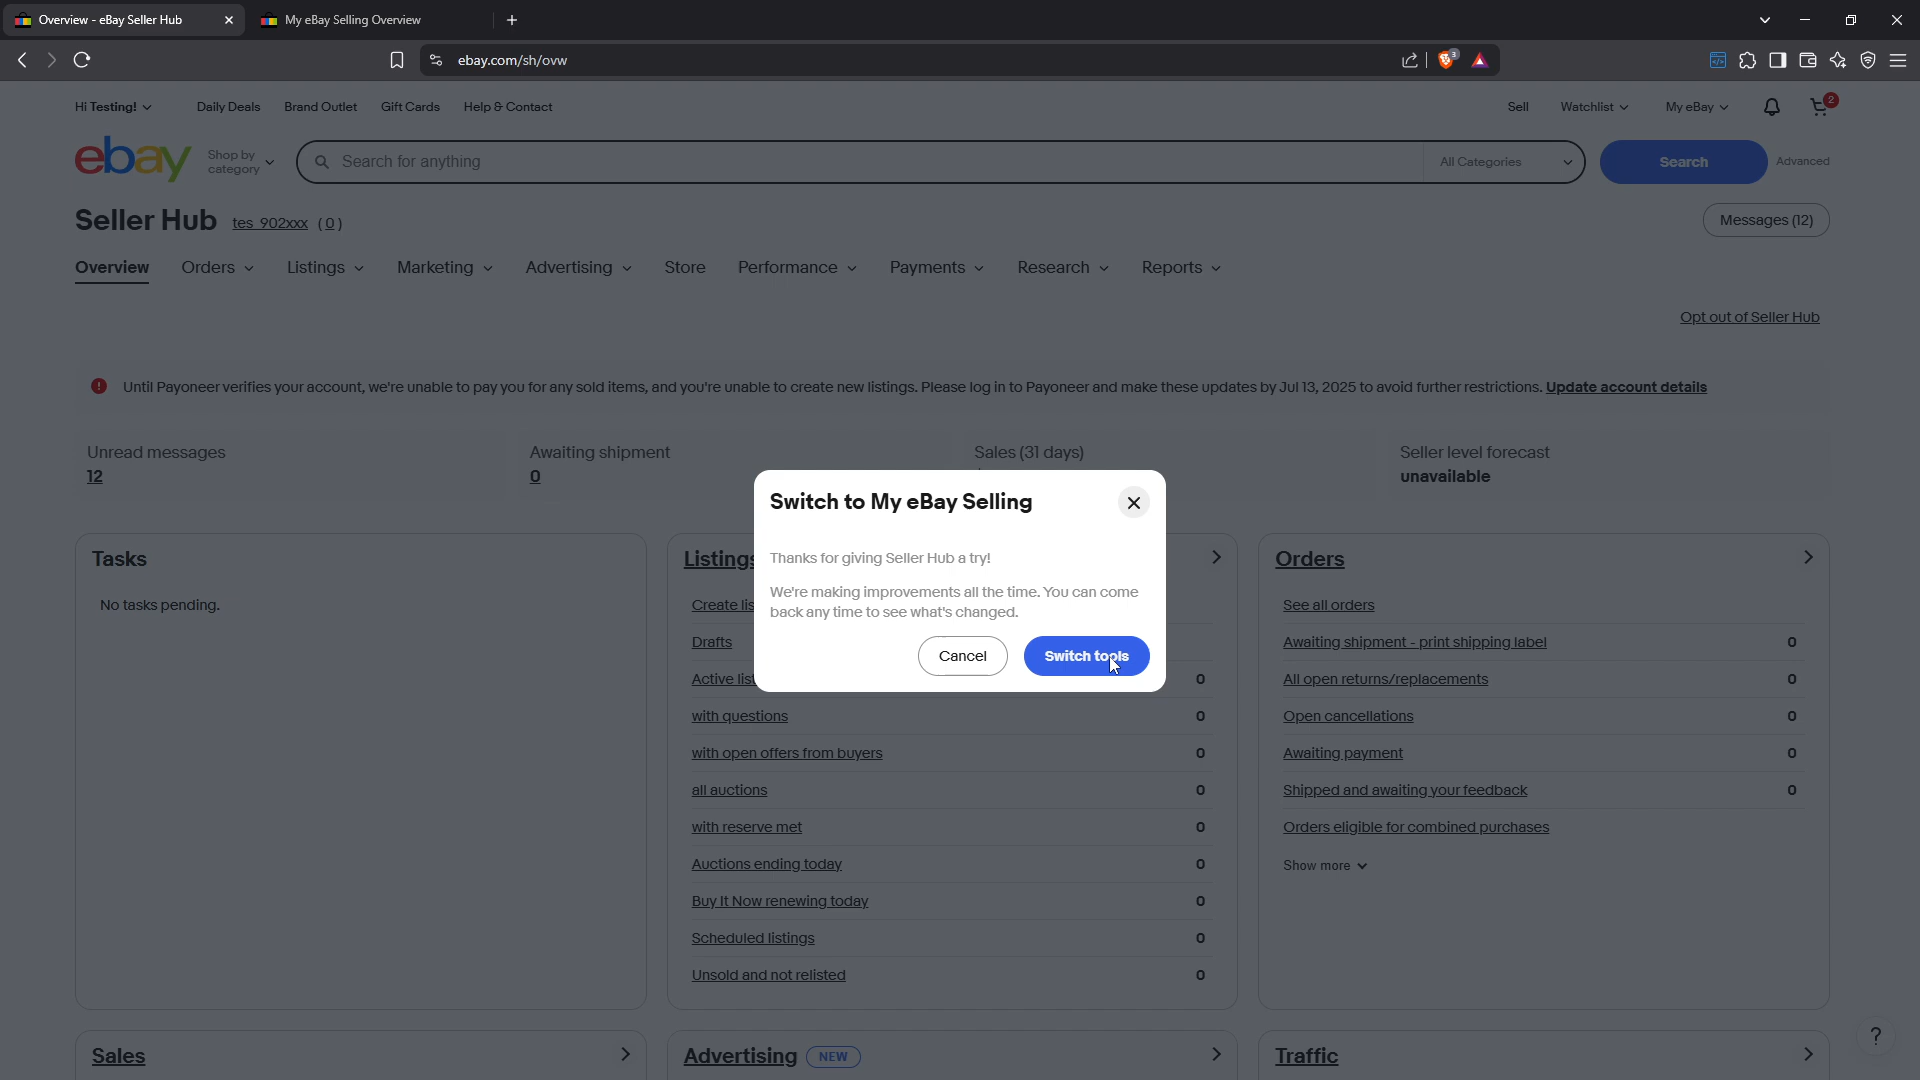 Overview - eBay Seller Hub
My eBay Selling Overview
ebay.com/sh/ovw
3
Hi Testing!
Daily Deals
Brand Outlet
Gift Cards
Help & Contact
Sell
Watchlist
My eBay
2
ebay
Shop by
category
Search for anything
All Categories
Search
Advanced
Seller Hub
tes_902xxx (0)
Messages (12)
Overview
Orders
Listings
Marketing
Advertising
Store
Performance
Payments
Research
Reports
Opt out of Seller Hub
Until Payoneer verifies your account, we're unable to pay you for any sold items, and you're unable to create new listings. Please log in to Payoneer and make these updates by Jul 13, 2025 to avoid further restrictions. Update account details
Unread messages
12
Awaiting shipment
0
Sales (31 days)
Seller level forecast
unavailable
Switch to My eBay Selling
Thanks for giving Seller Hub a try!
We're making improvements all the time. You can come
back any time to see what's changed.
Cancel
Switch tools
Tasks
No tasks pending.
Listings
Create lis
Drafts
Active list
0
with questions
0
with open offers from buyers
0
all auctions
0
with reserve met
0
Auctions ending today
0
Buy It Now renewing today
0
Scheduled listings
0
Unsold and not relisted
0
Orders
See all orders
Awaiting shipment - print shipping label
0
All open returns/replacements
0
Open cancellations
0
Awaiting payment
0
Shipped and awaiting your feedback
0
Orders eligible for combined purchases
Show more
Sales
Advertising
NEW
Traffic
?